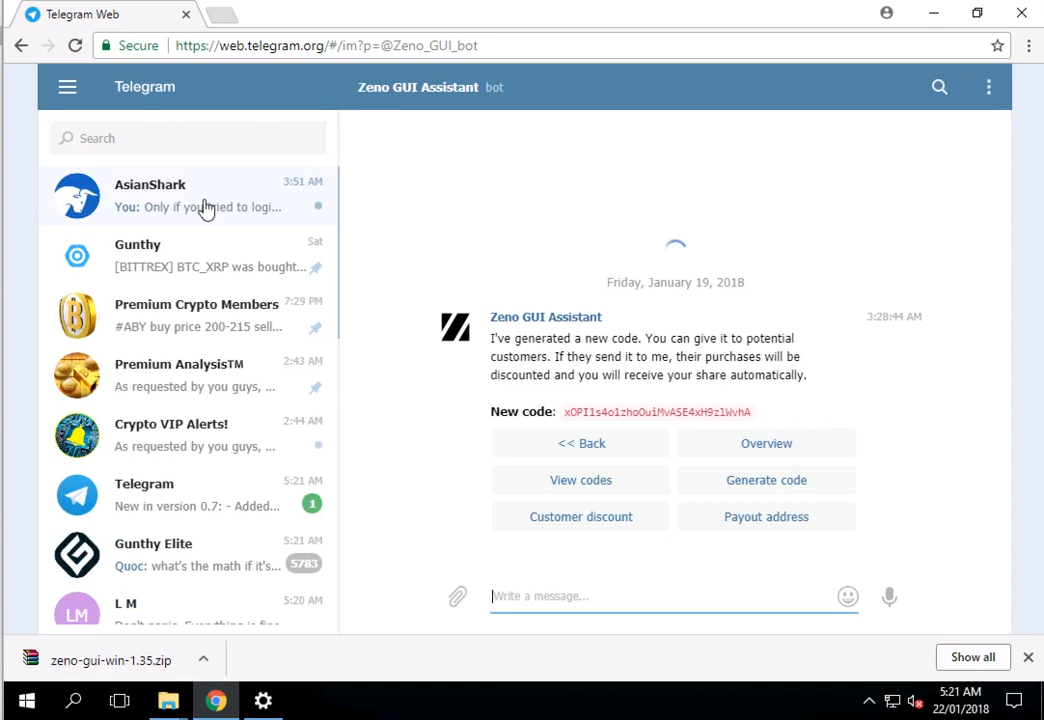 Telegram Web
Secure
https://web.telegram.org/#/im?p=@Zeno_GUI_bot
Telegram
Zeno GUI Assistant bot
Search
AsianShark
3:51 AM
You: Only if you tried to logi...
Gunthy
Sat
[BITTREX] BTC_XRP was bought...
Premium Crypto Members
7:29 PM
#ABY buy price 200-215 sell...
Premium Analysis™
2:43 AM
As requested by you guys, ...
Crypto VIP Alerts!
2:44 AM
As requested by you guys, ...
Telegram
5:21 AM
New in version 0.7: - Added...
1
Gunthy Elite
5:21 AM
Quoc: what's the math if it's...
5783
L M
5:20 AM
LM
Don't panic. Everything is fine
Friday, January 19, 2018
Zeno GUI Assistant
3:28:44 AM
I've generated a new code. You can give it to potential
customers. If they send it to me, their purchases will be
discounted and you will receive your share automatically.
New code: xOPI1s4o1zhoOuiMvASE4xH9zlWvhA
<< Back
Overview
View codes
Generate code
Customer discount
Payout address
Write a message...
zeno-gui-win-1.35.zip
Show all
5:21 AM
22/01/2018